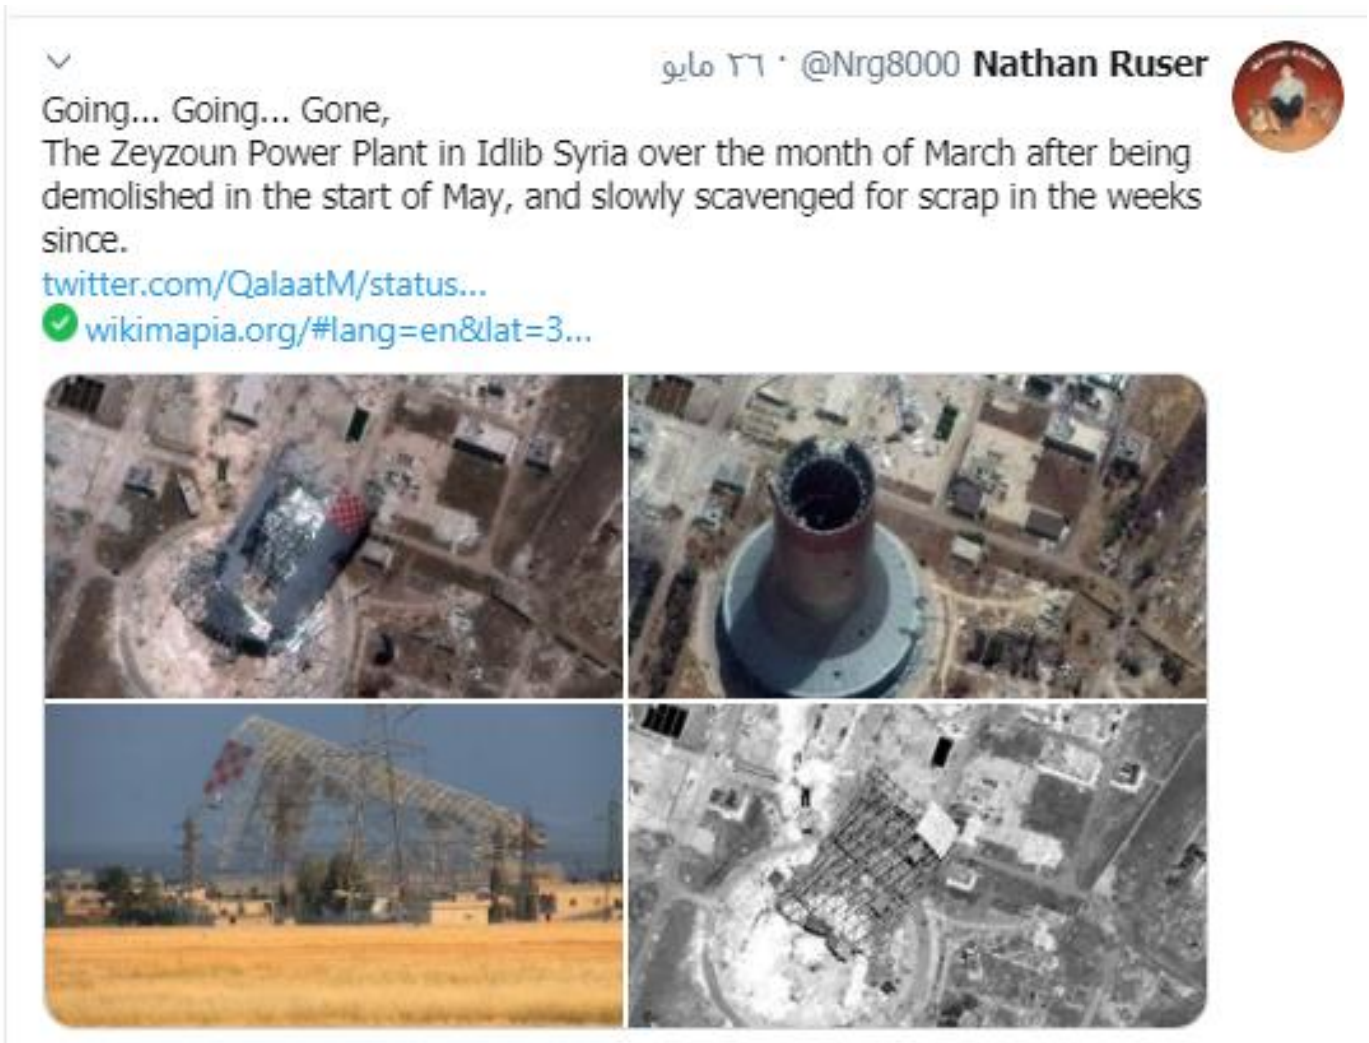 Nathan Ruser @Nrg8000 · ٢٦ مايو
Going... Going... Gone,
The Zeyzoun Power Plant in Idlib Syria over the month of March after being
demolished in the start of May, and slowly scavenged for scrap in the weeks
since.
twitter.com/QalaatM/status...
wikimapia.org/#lang=en&lat=3...